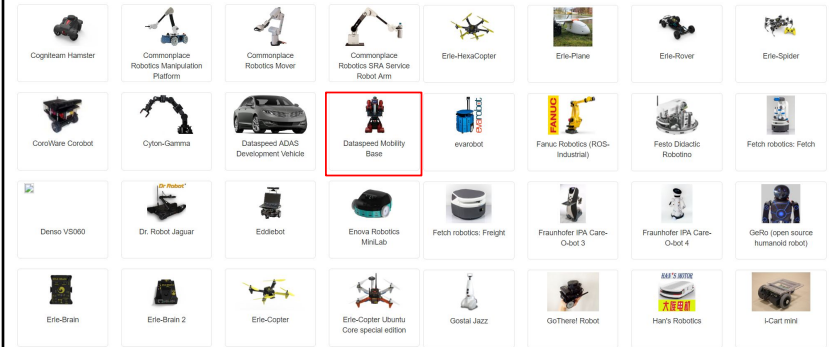 Cogniteam Hamster
Commonplace
Robotics Manipulation
Platform
Commonplace
Robotics Mover
Commonplace
Robotics SRA Service
Robot Arm
Erle-HexaCopter
Erle-Plane
Erle-Rover
Erle-Spider
CoroWare Corobot
Cyton-Gamma
Dataspeed ADAS
Development Vehicle
Dataspeed Mobility
Base
evarobot
evarobot
FANUC
Fanuc Robotics (ROS-
Industrial)
Festo Didactic
Robotino
Fetch robotics: Fetch
Denso VS060
Dr Robot
Dr. Robot Jaguar
Eddiebot
Enova Robotics
MiniLab
Fetch robotics: Freight
Fraunhofer IPA Care-
O-bot 3
Fraunhofer IPA Care-
O-bot 4
GeRo (open source
humanoid robot)
Erle-Brain
Erle-Brain 2
Erle-Copter
Erle-Copter Ubuntu
Core special edition
Gostai Jazz
GoThere! Robot
HAN'S MOTOR
大族电机
Han's Robotics
i-Cart mini